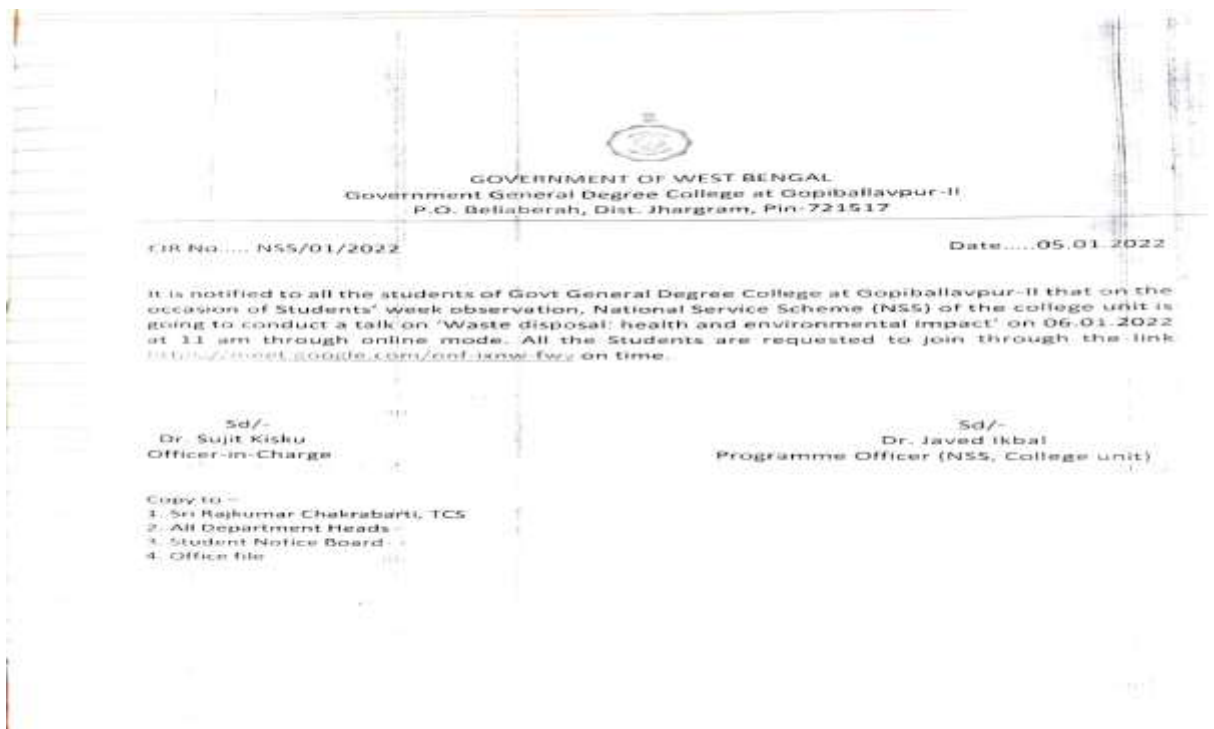 GOVERNMENT OF WEST BENGAL
Government General Degree College at Gopiballavpur-II
P.O. Beliaberah, Dist. Jhargram, Pin-721517
CIR No..... NSS/01/2022
Date.....05.01.2022
It is notified to all the students of Govt General Degree College at Gopiballavpur-II that on the
occasion of Students' week observation, National Service Scheme (NSS) of the college unit is
going to conduct a talk on 'Waste disposal: health and environmental impact' on 06.01.2022
at 11 am through online mode. All the Students are requested to join through the link
on time.
Sd/-
Dr. Sujit Kisku
Officer-in-Charge
Sd/-
Dr. Javed Ikbal
Programme Officer (NSS, College unit)
Copy to –
1. Sri Rajkumar Chakrabarti, TCS
2. All Department Heads
3. Student Notice Board
4. Office file